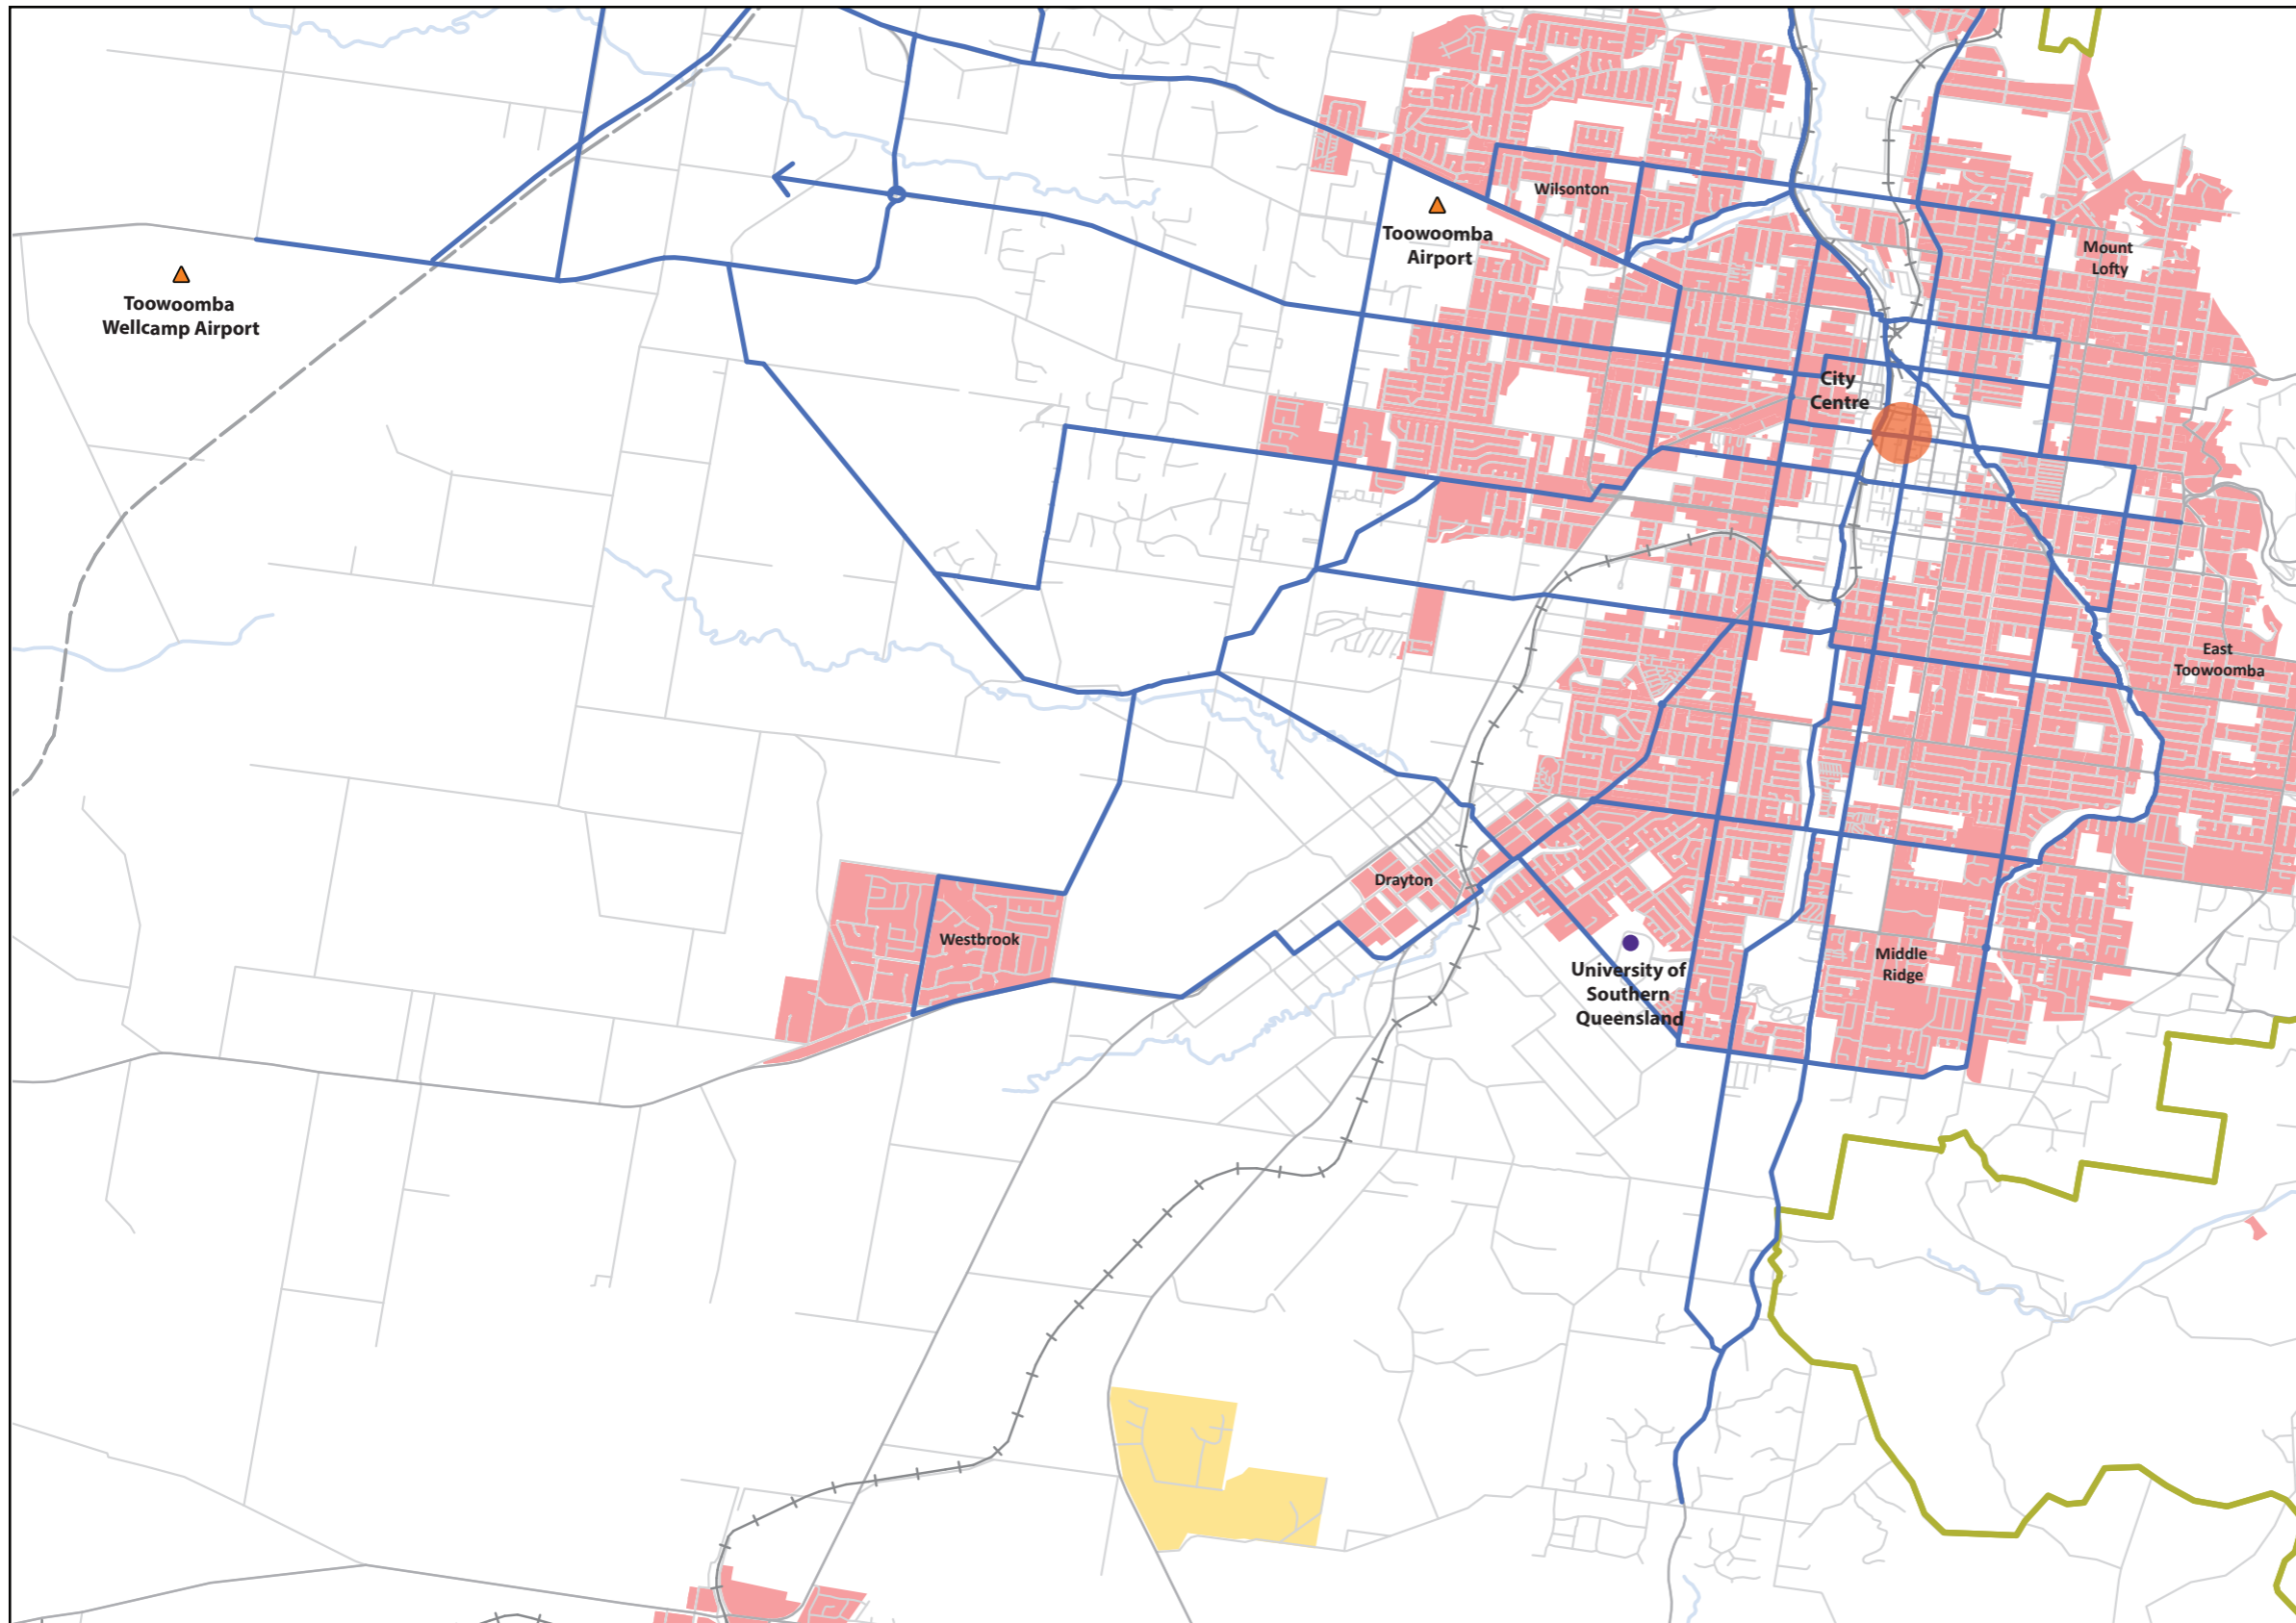 Wilsonton
Toowoomba
Airport
Mount
Lofty
Toowoomba
Wellcamp Airport
City
Centre
East
Toowoomba
Drayton
Westbrook
University of
Southern
Queensland
Middle
Ridge